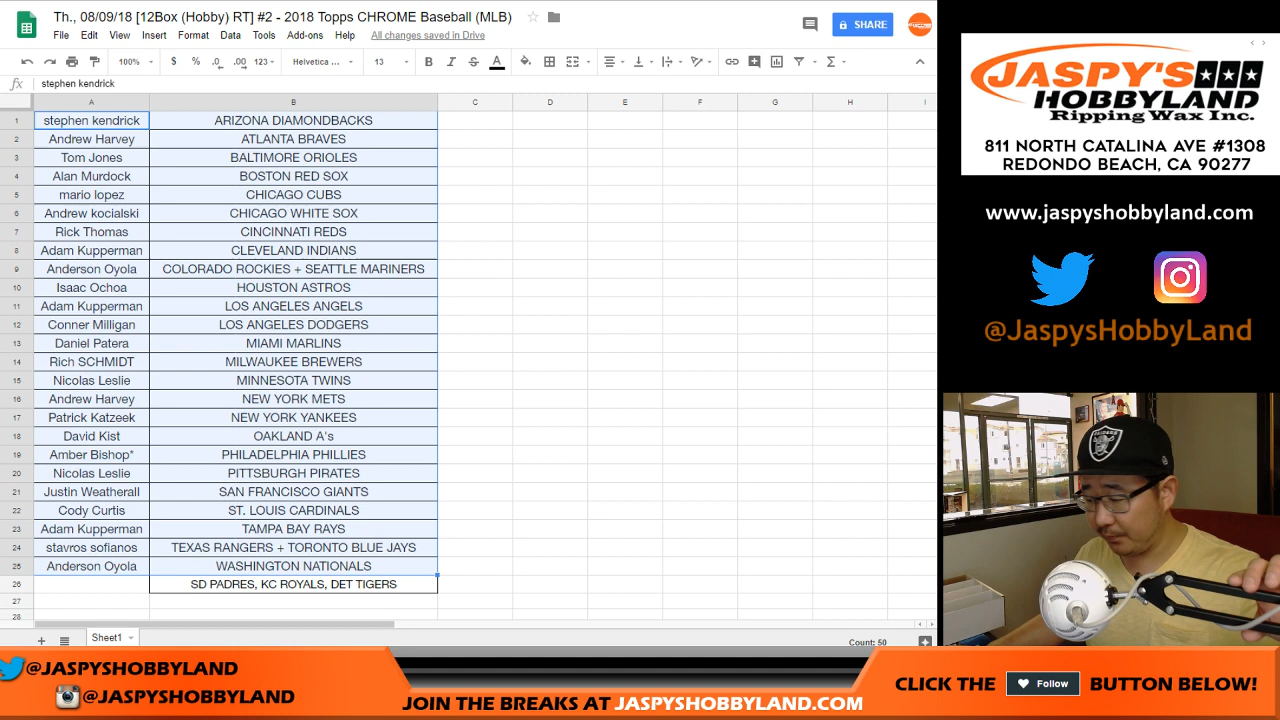 Th., 08/09/18 [12Box (Hobby) RT] #2 - 2018 Topps CHROME Baseball (MLB)
File Edit View Insert Format Data Tools Add-ons Help All changes saved in Drive
SHARE
100% $ % .0 .00 123 Helvetica ... 13 B I S A
fx stephen kendrick
A B C D E F G H I
1 stephen kendrick ARIZONA DIAMONDBACKS
2 Andrew Harvey ATLANTA BRAVES
3 Tom Jones BALTIMORE ORIOLES
4 Alan Murdock BOSTON RED SOX
5 mario lopez CHICAGO CUBS
6 Andrew kocialski CHICAGO WHITE SOX
7 Rick Thomas CINCINNATI REDS
8 Adam Kupperman CLEVELAND INDIANS
9 Anderson Oyola COLORADO ROCKIES + SEATTLE MARINERS
10 Isaac Ochoa HOUSTON ASTROS
11 Adam Kupperman LOS ANGELES ANGELS
12 Conner Milligan LOS ANGELES DODGERS
13 Daniel Patera MIAMI MARLINS
14 Rich SCHMIDT MILWAUKEE BREWERS
15 Nicolas Leslie MINNESOTA TWINS
16 Andrew Harvey NEW YORK METS
17 Patrick Katzeek NEW YORK YANKEES
18 David Kist OAKLAND A's
19 Amber Bishop* PHILADELPHIA PHILLIES
20 Nicolas Leslie PITTSBURGH PIRATES
21 Justin Weatherall SAN FRANCISCO GIANTS
22 Cody Curtis ST. LOUIS CARDINALS
23 Adam Kupperman TAMPA BAY RAYS
24 stavros sofianos TEXAS RANGERS + TORONTO BLUE JAYS
25 Anderson Oyola WASHINGTON NATIONALS
26 SD PADRES, KC ROYALS, DET TIGERS
27
28
Sheet1
Count: 50
JASPY'S
HOBBYLAND
Ripping Wax Inc.
811 NORTH CATALINA AVE #1308
REDONDO BEACH, CA 90277
www.jaspyshobbyland.com
@JaspysHobbyLand
RAIDERS
@JASPYSHOBBYLAND
@JASPYSHOBBYLAND
JOIN THE BREAKS AT JASPYSHOBBYLAND.COM
CLICK THE Follow BUTTON BELOW!